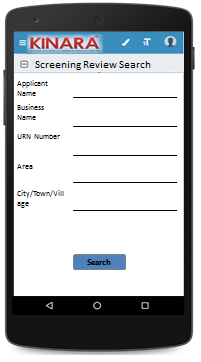 KINARA
Screening Review Search
Applicant
Name
Business
Name
URN Number
Area
City/Town/Vill
age
Search